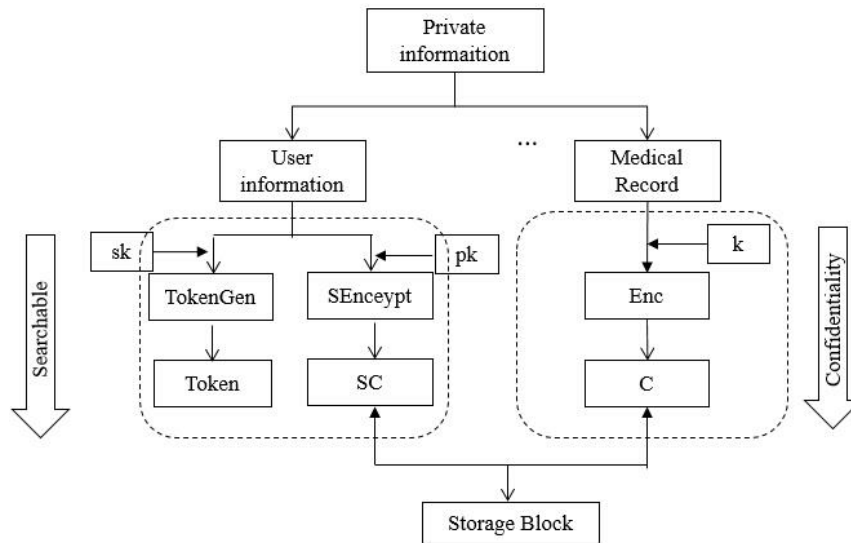 Private
informaition
User
information
...
Medical
Record
sk
pk
k
TokenGen
SEnceypt
Enc
Token
SC
C
Searchable
Confidentiality
Storage Block